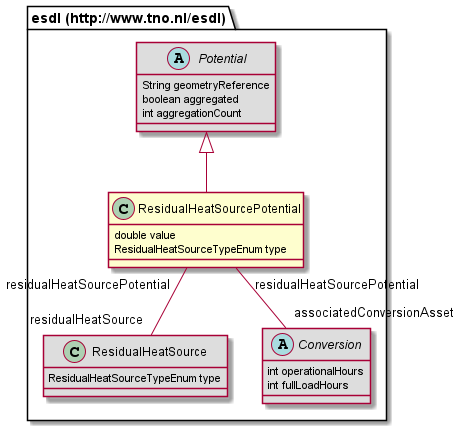 esdl (http://www.tno.nl/esdl)
A Potential
String geometryReference
boolean aggregated
int aggregationCount
C ResidualHeatSourcePotential
double value
ResidualHeatSourceTypeEnum type
residualHeatSourcePotential
residualHeatSourcePotential
residualHeatSource
associatedConversionAsset
C ResidualHeatSource
ResidualHeatSourceTypeEnum type
A Conversion
int operationalHours
int fullLoadHours